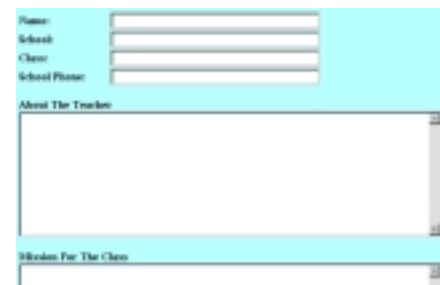 Name:
School:
Class:
School Phone:
About The Teacher
Mission For The Class